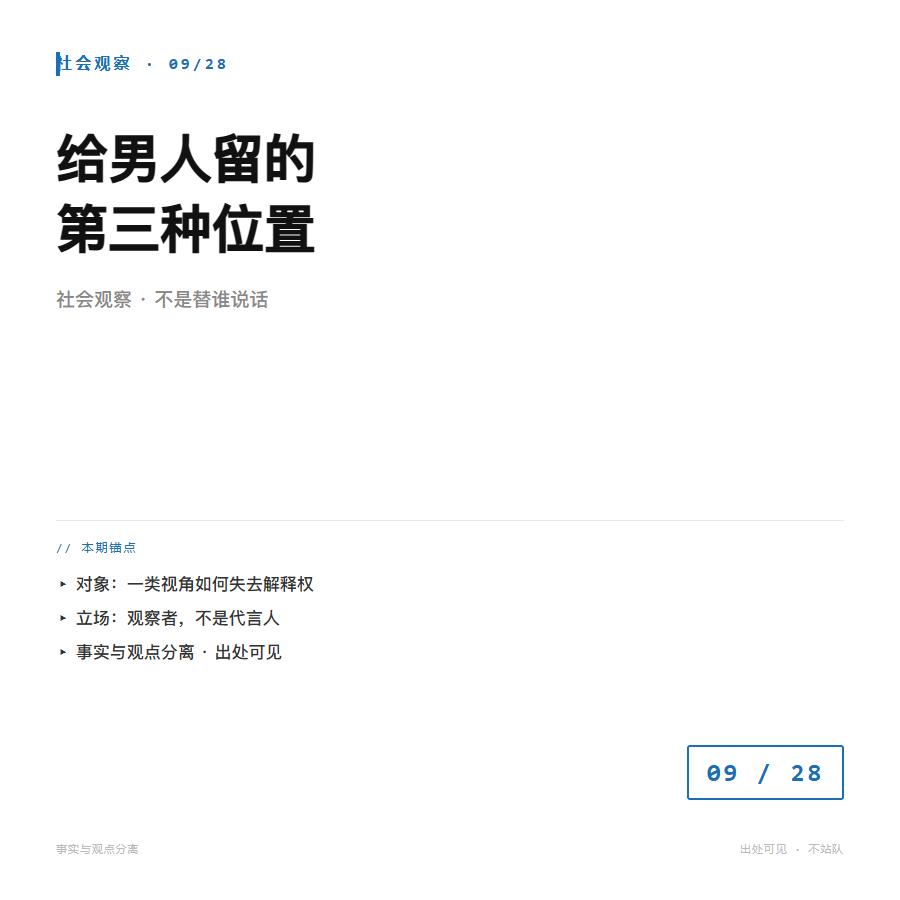 社会观察 · 09/28
给男人留的
第三种位置
社会观察 · 不是替谁说话
// 本期锚点
▸ 对象：一类视角如何失去解释权
▸ 立场：观察者，不是代言人
▸ 事实与观点分离 · 出处可见
09 / 28
事实与观点分离
出处可见 · 不站队